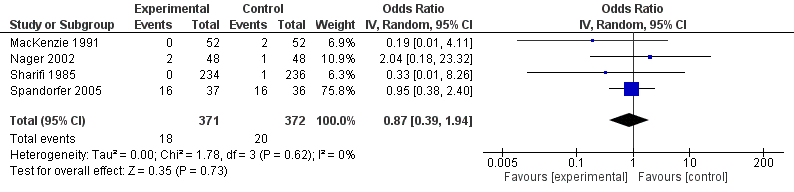 Experimental Control Odds Ratio Odds Ratio
Study or Subgroup Events Total Events Total Weight IV, Random, 95% CI IV, Random, 95% CI
MacKenzie 1991 0 52 2 52 6.9% 0.19 [0.01, 4.11]
Nager 2002 2 48 1 48 10.9% 2.04 [0.18, 23.32]
Sharifi 1985 0 234 1 236 6.3% 0.33 [0.01, 8.26]
Spandorfer 2005 16 37 16 36 75.8% 0.95 [0.38, 2.40]
Total (95% CI) 371 372 100.0% 0.87 [0.39, 1.94]
Total events 18 20
Heterogeneity: Tau² = 0.00; Chi² = 1.78, df = 3 (P = 0.62); I² = 0%
Test for overall effect: Z = 0.35 (P = 0.73)
0.005 0.1 1 10 200
Favours [experimental] Favours [control]